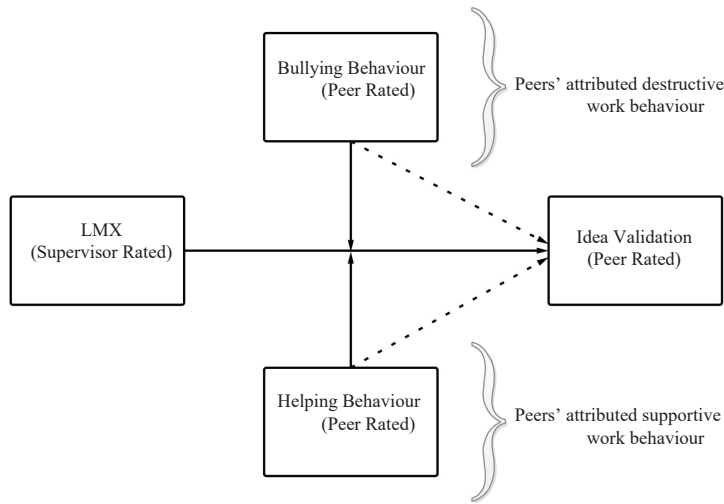 Bullying Behaviour
(Peer Rated)
Peers’ attributed destructive
work behaviour
LMX
(Supervisor Rated)
Idea Validation
(Peer Rated)
Helping Behaviour
(Peer Rated)
Peers’ attributed supportive
work behaviour